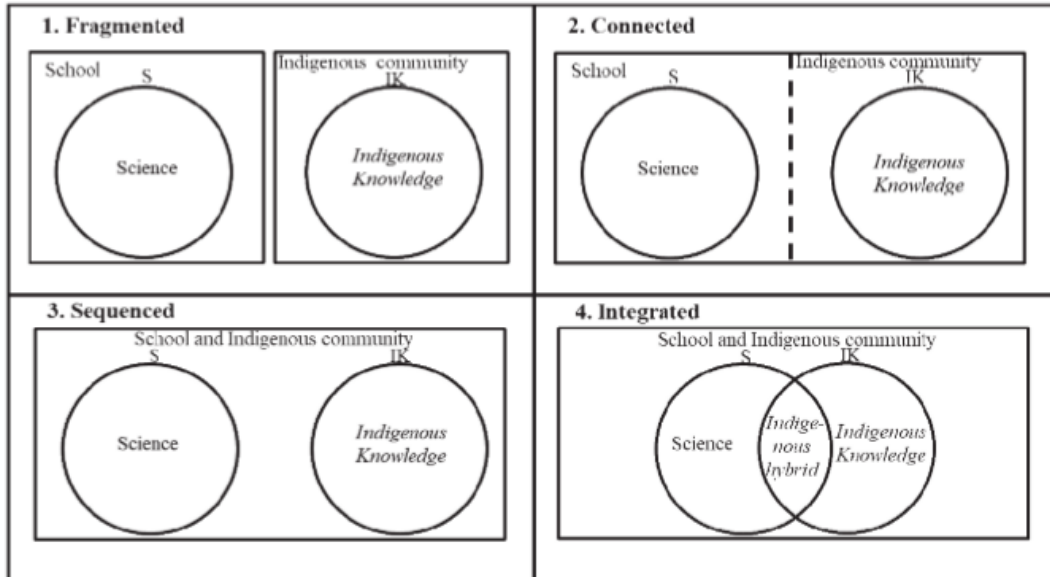 1. Fragmented
School
S
Science
Indigenous community
IK
Indigenous
Knowledge
2. Connected
School
S
Science
Indigenous community
IK
Indigenous
Knowledge
3. Sequenced
School and Indigenous community
S
IK
Science
Indigenous
Knowledge
4. Integrated
School and Indigenous community
S
IK
Science
Indige-
nous
hybrid
Indigenous
Knowledge